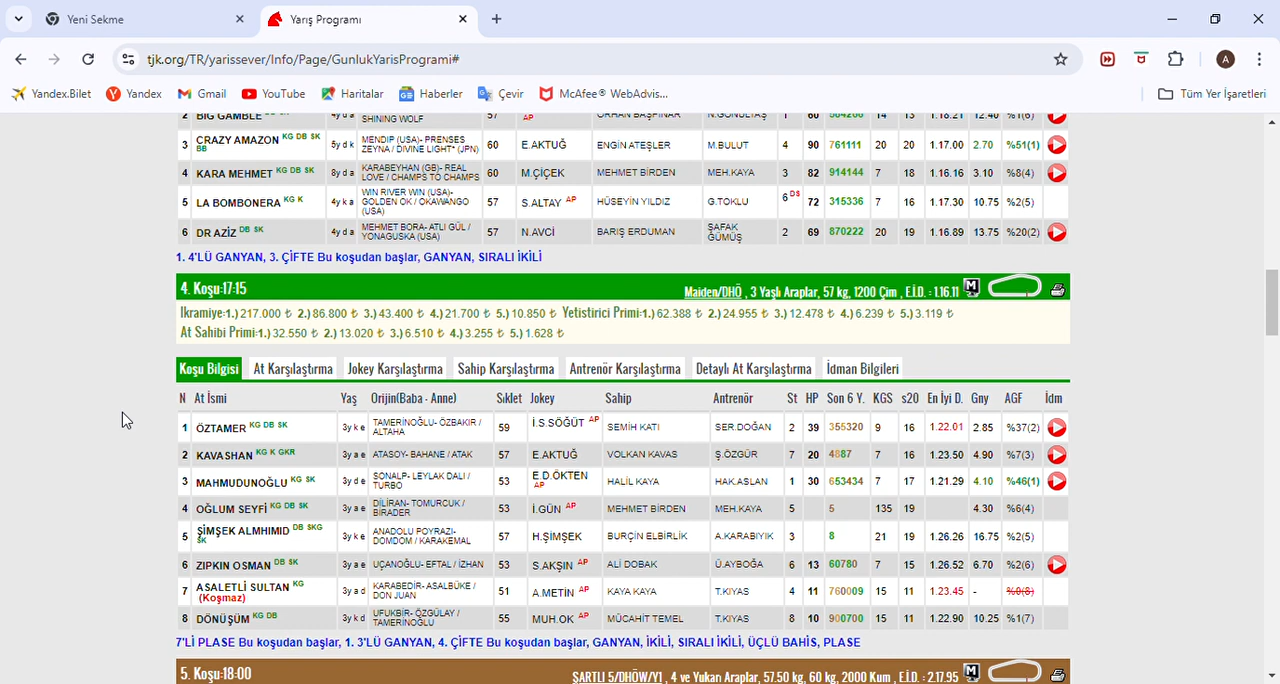 Yeni Sekme
Yarış Programı
tjk.org/TR/yarissever/Info/Page/GunlukYarisProgrami#
A
Yandex.Bilet Yandex Gmail YouTube Haritalar Haberler Çevir McAfee® WebAdvis... Tüm Yer İşaretleri
2 BIG GAMBLE SHINING WOLF 57 AP ORHAN BAŞPINAR N.GÖNÜLTAŞ 1 60 564266 14 13 1.18.21 12.40 %1(6)
3 CRAZY AMAZON KG DB SK BB 5y d k MENDIP (USA)- PRENSES ZEYNA / DIVINE LIGHT* (JPN) 60 E.AKTUĞ ENGİN ATEŞLER M.BULUT 4 90 761111 20 20 1.17.00 2.70 %51(1)
4 KARA MEHMET KG DB SK 8y d a KARABEYHAN (GB)- REAL LOVE / CHAMPS TO CHAMPS 60 M.ÇİÇEK MEHMET BİRDEN MEH.KAYA 3 82 914144 7 18 1.16.16 3.10 %8(4)
5 LA BOMBONERA KG K 4y k a WIN RIVER WIN (USA)- GOLDEN OK / OKAWANGO (USA) 57 S.ALTAY AP HÜSEYİN YILDIZ G.TOKLU 6 DS 72 315336 7 16 1.17.30 10.75 %2(5)
6 DR AZİZ DB SK 4y d a MEHMET BORA- ATLI GÜL / YONAGUSKA (USA) 57 N.AVCİ BARIŞ ERDUMAN ŞAFAK GÜMÜŞ 2 69 870222 20 19 1.16.89 13.75 %20(2)
1. 4'LÜ GANYAN, 3. ÇİFTE Bu koşudan başlar, GANYAN, SIRALI İKİLİ
4. Koşu:17:15 Maiden/DHÖ , 3 Yaşlı Araplar, 57 kg, 1200 Çim , E.İ.D. : 1.16.11
İkramiye:1.) 217.000 ₺ 2.) 86.800 ₺ 3.) 43.400 ₺ 4.) 21.700 ₺ 5.) 10.850 ₺ Yetistirici Primi:1.) 62.388 ₺ 2.) 24.955 ₺ 3.) 12.478 ₺ 4.) 6.239 ₺ 5.) 3.119 ₺
At Sahibi Primi:1.) 32.550 ₺ 2.) 13.020 ₺ 3.) 6.510 ₺ 4.) 3.255 ₺ 5.) 1.628 ₺
Koşu Bilgisi At Karşılaştırma Jokey Karşılaştırma Sahip Karşılaştırma Antrenör Karşılaştırma Detaylı At Karşılaştırma İdman Bilgileri
N At İsmi Yaş Orijin(Baba - Anne) Sıklet Jokey Sahip Antrenör St HP Son 6 Y. KGS s20 En İyi D. Gny AGF İdm
1 ÖZTAMER KG DB SK 3y k e TAMERİNOĞLU- ÖZBAKIR / ALTAHA 59 İ.S.SÖĞÜT AP SEMİH KATI SER.DOĞAN 2 39 355320 9 16 1.22.01 2.85 %37(2)
2 KAVASHAN KG K GKR 3y a e ATASOY- BAHANE / ATAK 57 E.AKTUĞ VOLKAN KAVAS Ş.ÖZGÜR 7 20 4887 7 16 1.23.50 4.90 %7(3)
3 MAHMUDUNOĞLU KG SK 3y d e SONALP- LEYLAK DALI / TURBO 53 E.D.ÖKTEN AP HALİL KAYA HAK.ASLAN 1 30 653434 7 17 1.21.29 4.10 %46(1)
4 OĞLUM SEYFİ KG DB SK 3y a e DİLİRAN- TOMURCUK / BİRADER 53 İ.GÜN AP MEHMET BİRDEN MEH.KAYA 5 5 135 19 4.30 %6(4)
5 ŞİMŞEK ALMHIMID DB SKG SK 3y k e ANADOLU POYRAZI- DOMDOM / KARAKEMAL 57 H.ŞİMŞEK BURÇİN ELBİRLİK A.KARABIYIK 3 8 21 19 1.26.26 16.75 %2(5)
6 ZIPKIN OSMAN DB SK 3y a e UÇANOĞLU- EFTAL / İZHAN 53 S.AKŞIN AP ALİ DOBAK Ü.AYBOĞA 6 13 60780 7 15 1.26.52 6.70 %2(6)
7 ASALETLİ SULTAN KG (Koşmaz) 3y a d KARABEDİR- ASALBÜKE / DON JUAN 51 A.METİN AP KAYA KAYA T.KIYAS 4 11 760009 15 11 1.23.45 - %0(8)
8 DÖNÜŞÜM KG DB 3y k d UFUKBİR- ÖZGÜLAY / TAMERİNOĞLU 55 MUH.OK AP MÜCAHİT TEMEL T.KIYAS 8 10 900700 15 11 1.22.90 10.25 %1(7)
7'Lİ PLASE Bu koşudan başlar, 1. 3'LÜ GANYAN, 4. ÇİFTE Bu koşudan başlar, GANYAN, İKİLİ, SIRALI İKİLİ, ÜÇLÜ BAHİS, PLASE
5. Koşu:18:00 ŞARTLI 5/DHÖW/Y1 , 4 ve Yukarı Araplar, 57.50 kg, 60 kg, 2000 Kum , E.İ.D. : 2.17.95